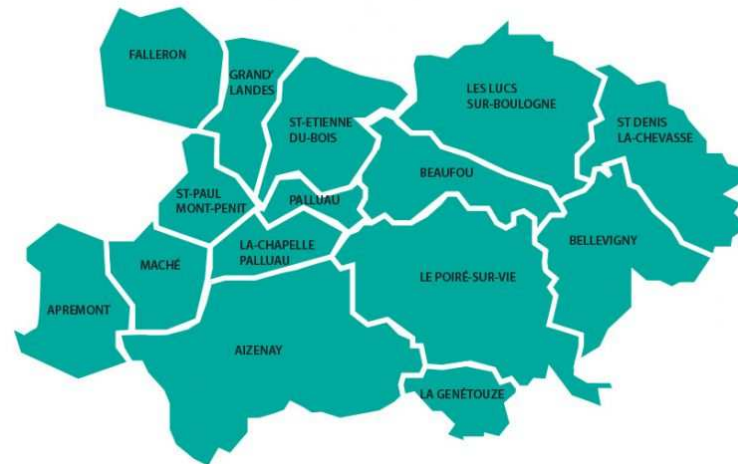 FALLERON
GRAND'
LANDES
ST-ETIENNE
DU-BOIS
LES LUCS
SUR-BOULOGNE
ST DENIS
LA-CHEVASSE
ST-PAUL
MONT-PENIT
PALLUAU
BEAUFOU
APREMONT
MACHÉ
LA-CHAPELLE
PALLUAU
LE POIRÉ-SUR-VIE
BELLEVIGNY
AIZENAY
LA GENÉTOUZE